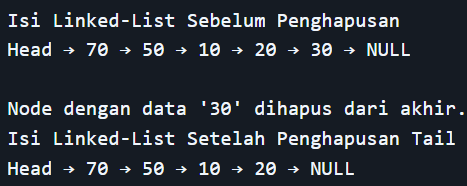 Isi Linked-List Sebelum Penghapusan
Head → 70 → 50 → 10 → 20 → 30 → NULL
Node dengan data '30' dihapus dari akhir.
Isi Linked-List Setelah Penghapusan Tail
Head → 70 → 50 → 10 → 20 → NULL